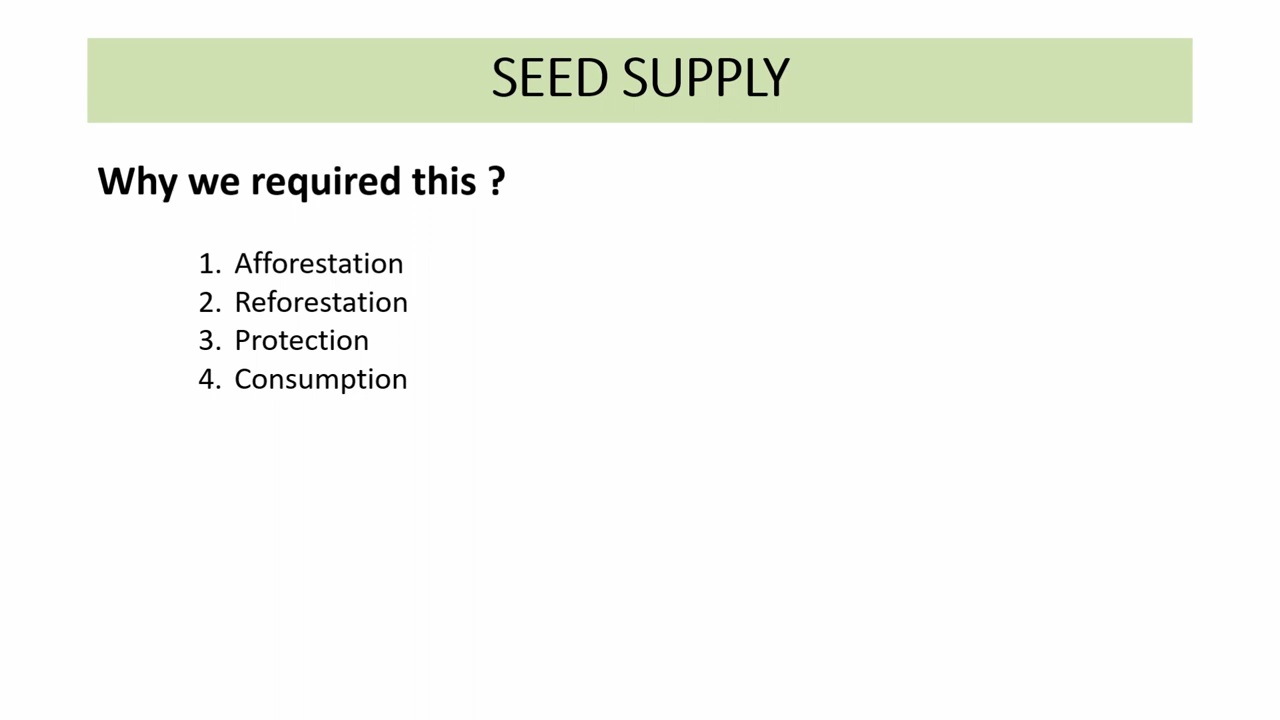 SEED SUPPLY
Why we required this ?
1. Afforestation
2. Reforestation
3. Protection
4. Consumption